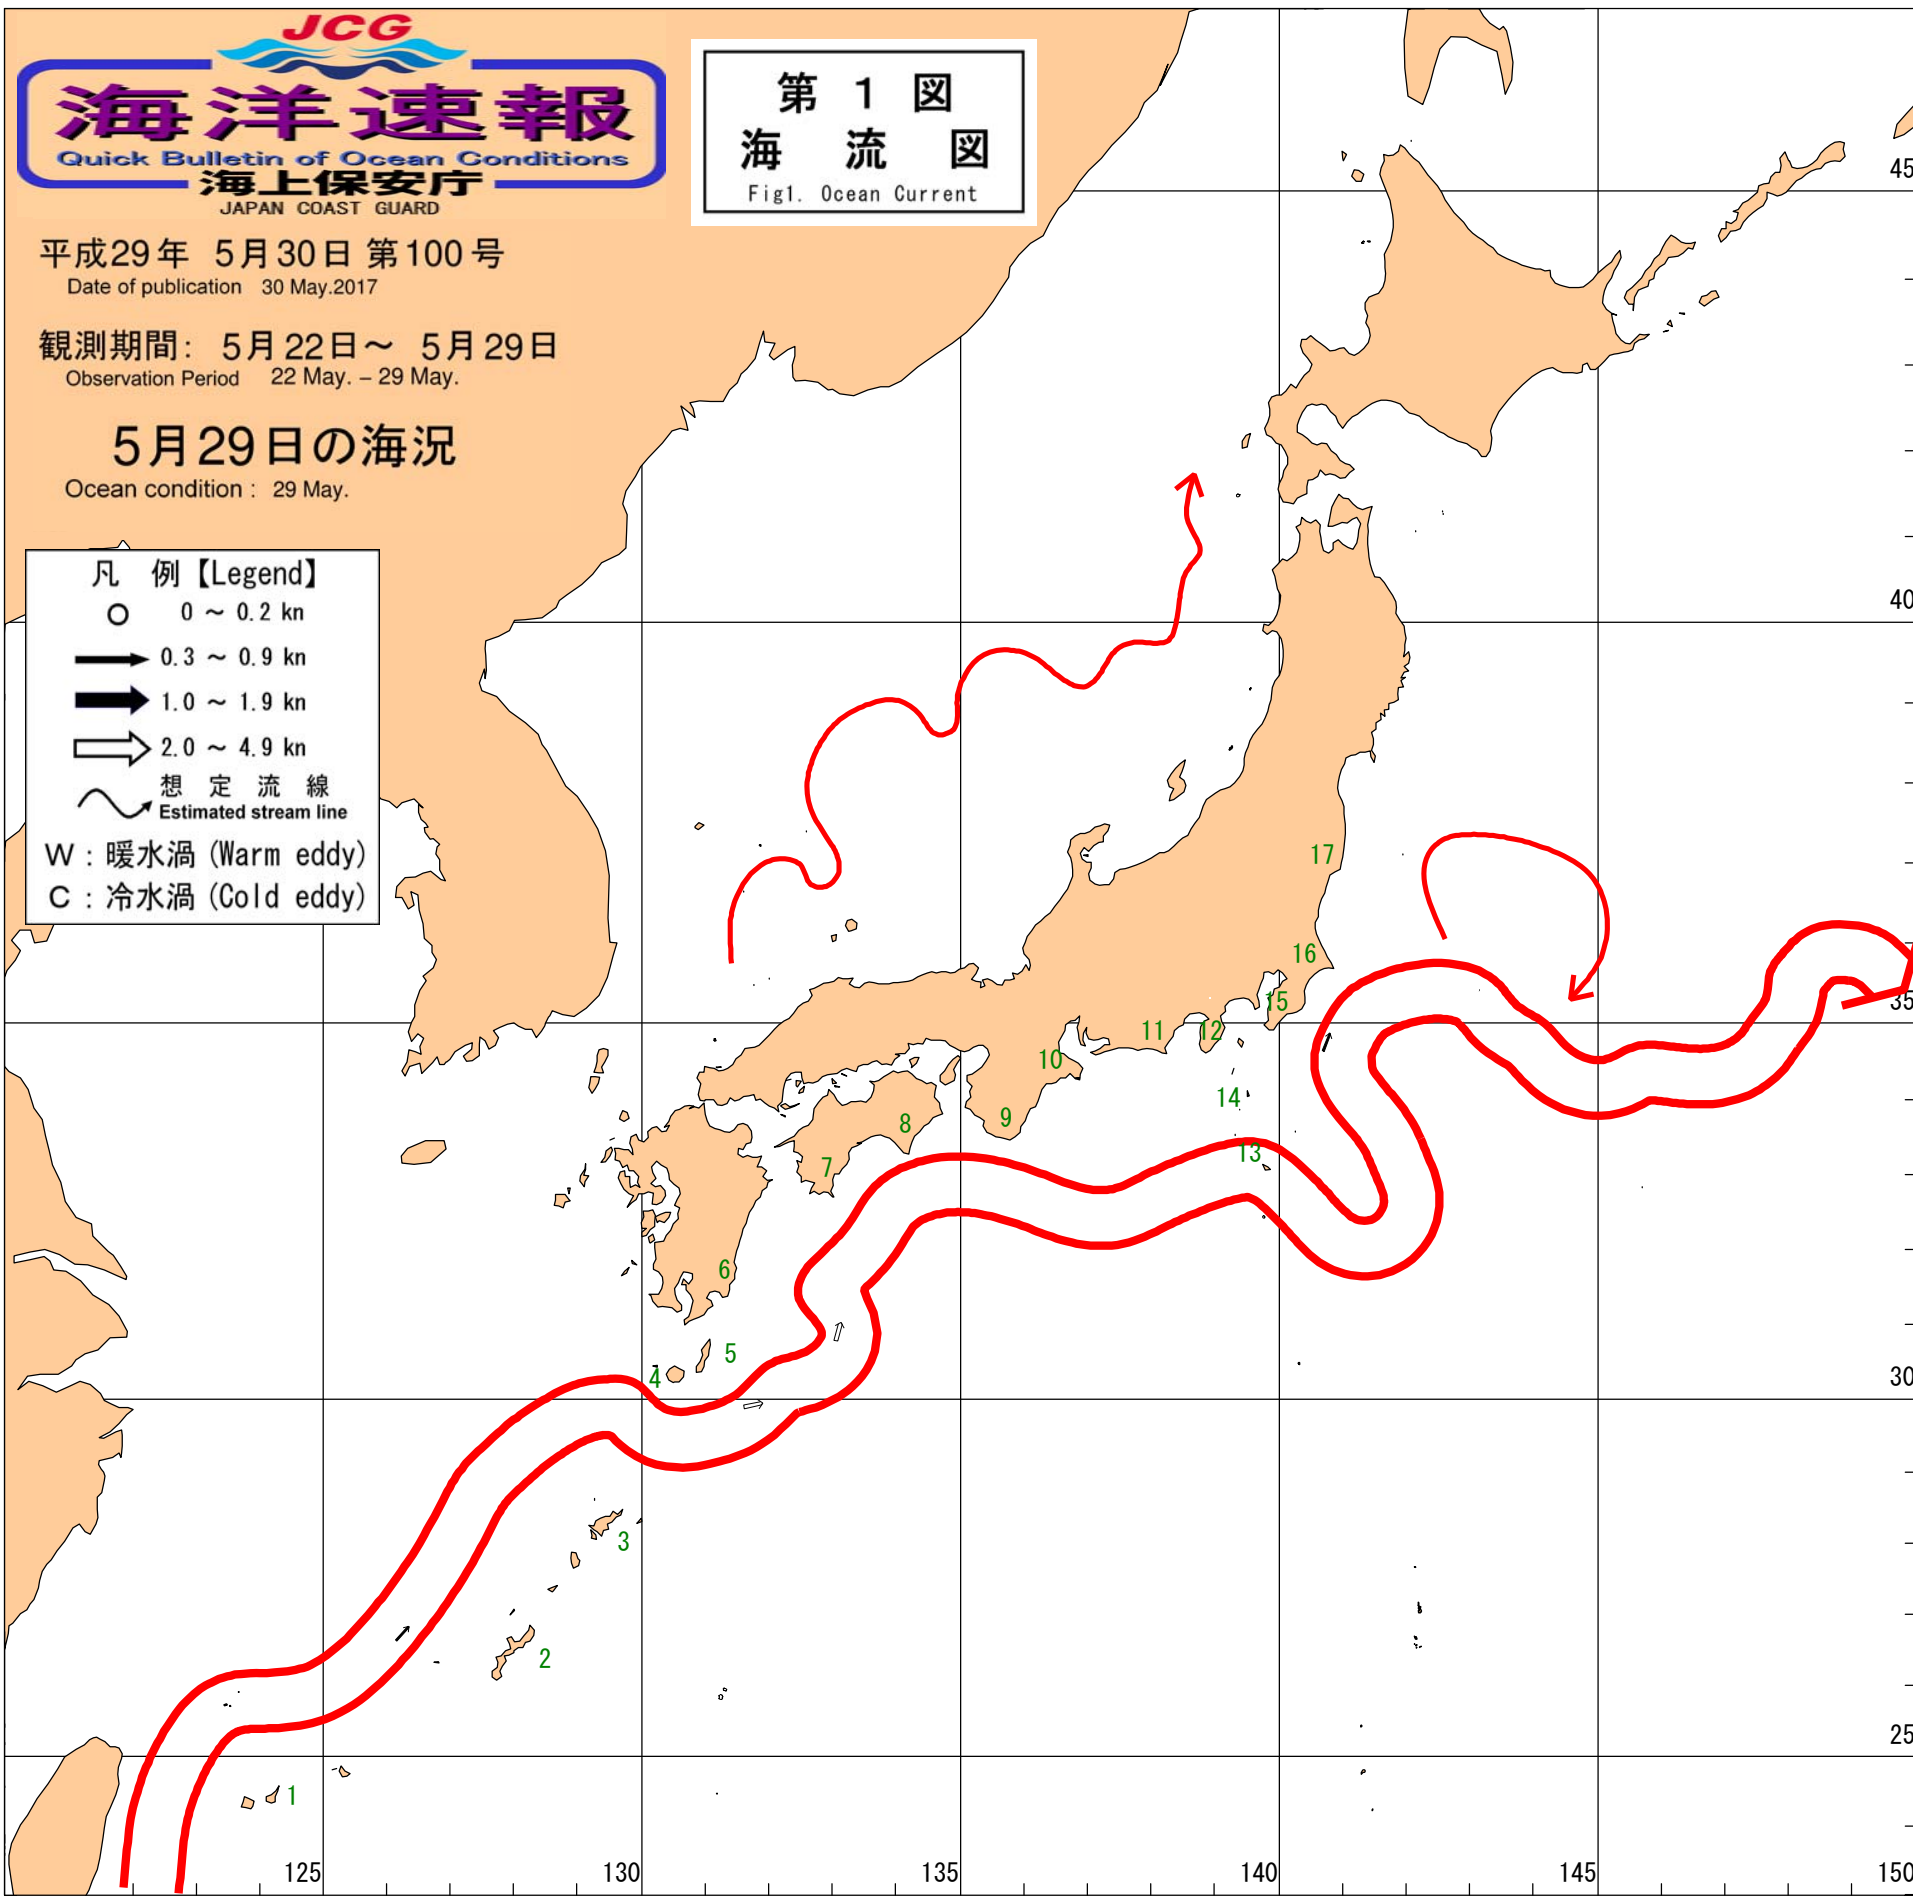 JCG
海洋速報
Quick Bulletin of Ocean Conditions
海上保安庁
JAPAN COAST GUARD
第 1 図
海 流 図
Fig1. Ocean Current
平成29年 5月30日 第100号
Date of publication 30 May.2017
観測期間: 5月22日～ 5月29日
Observation Period 22 May. – 29 May.
5月29日の海況
Ocean condition : 29 May.
凡 例【Legend】
0 ～ 0.2 kn
0.3 ～ 0.9 kn
1.0 ～ 1.9 kn
2.0 ～ 4.9 kn
想 定 流 線
Estimated stream line
W : 暖水渦 (Warm eddy)
C : 冷水渦 (Cold eddy)
45
40
35
30
25
17
16
15
11
12
10
14
9
8
13
7
6
5
4
3
2
1
125
130
135
140
145
150